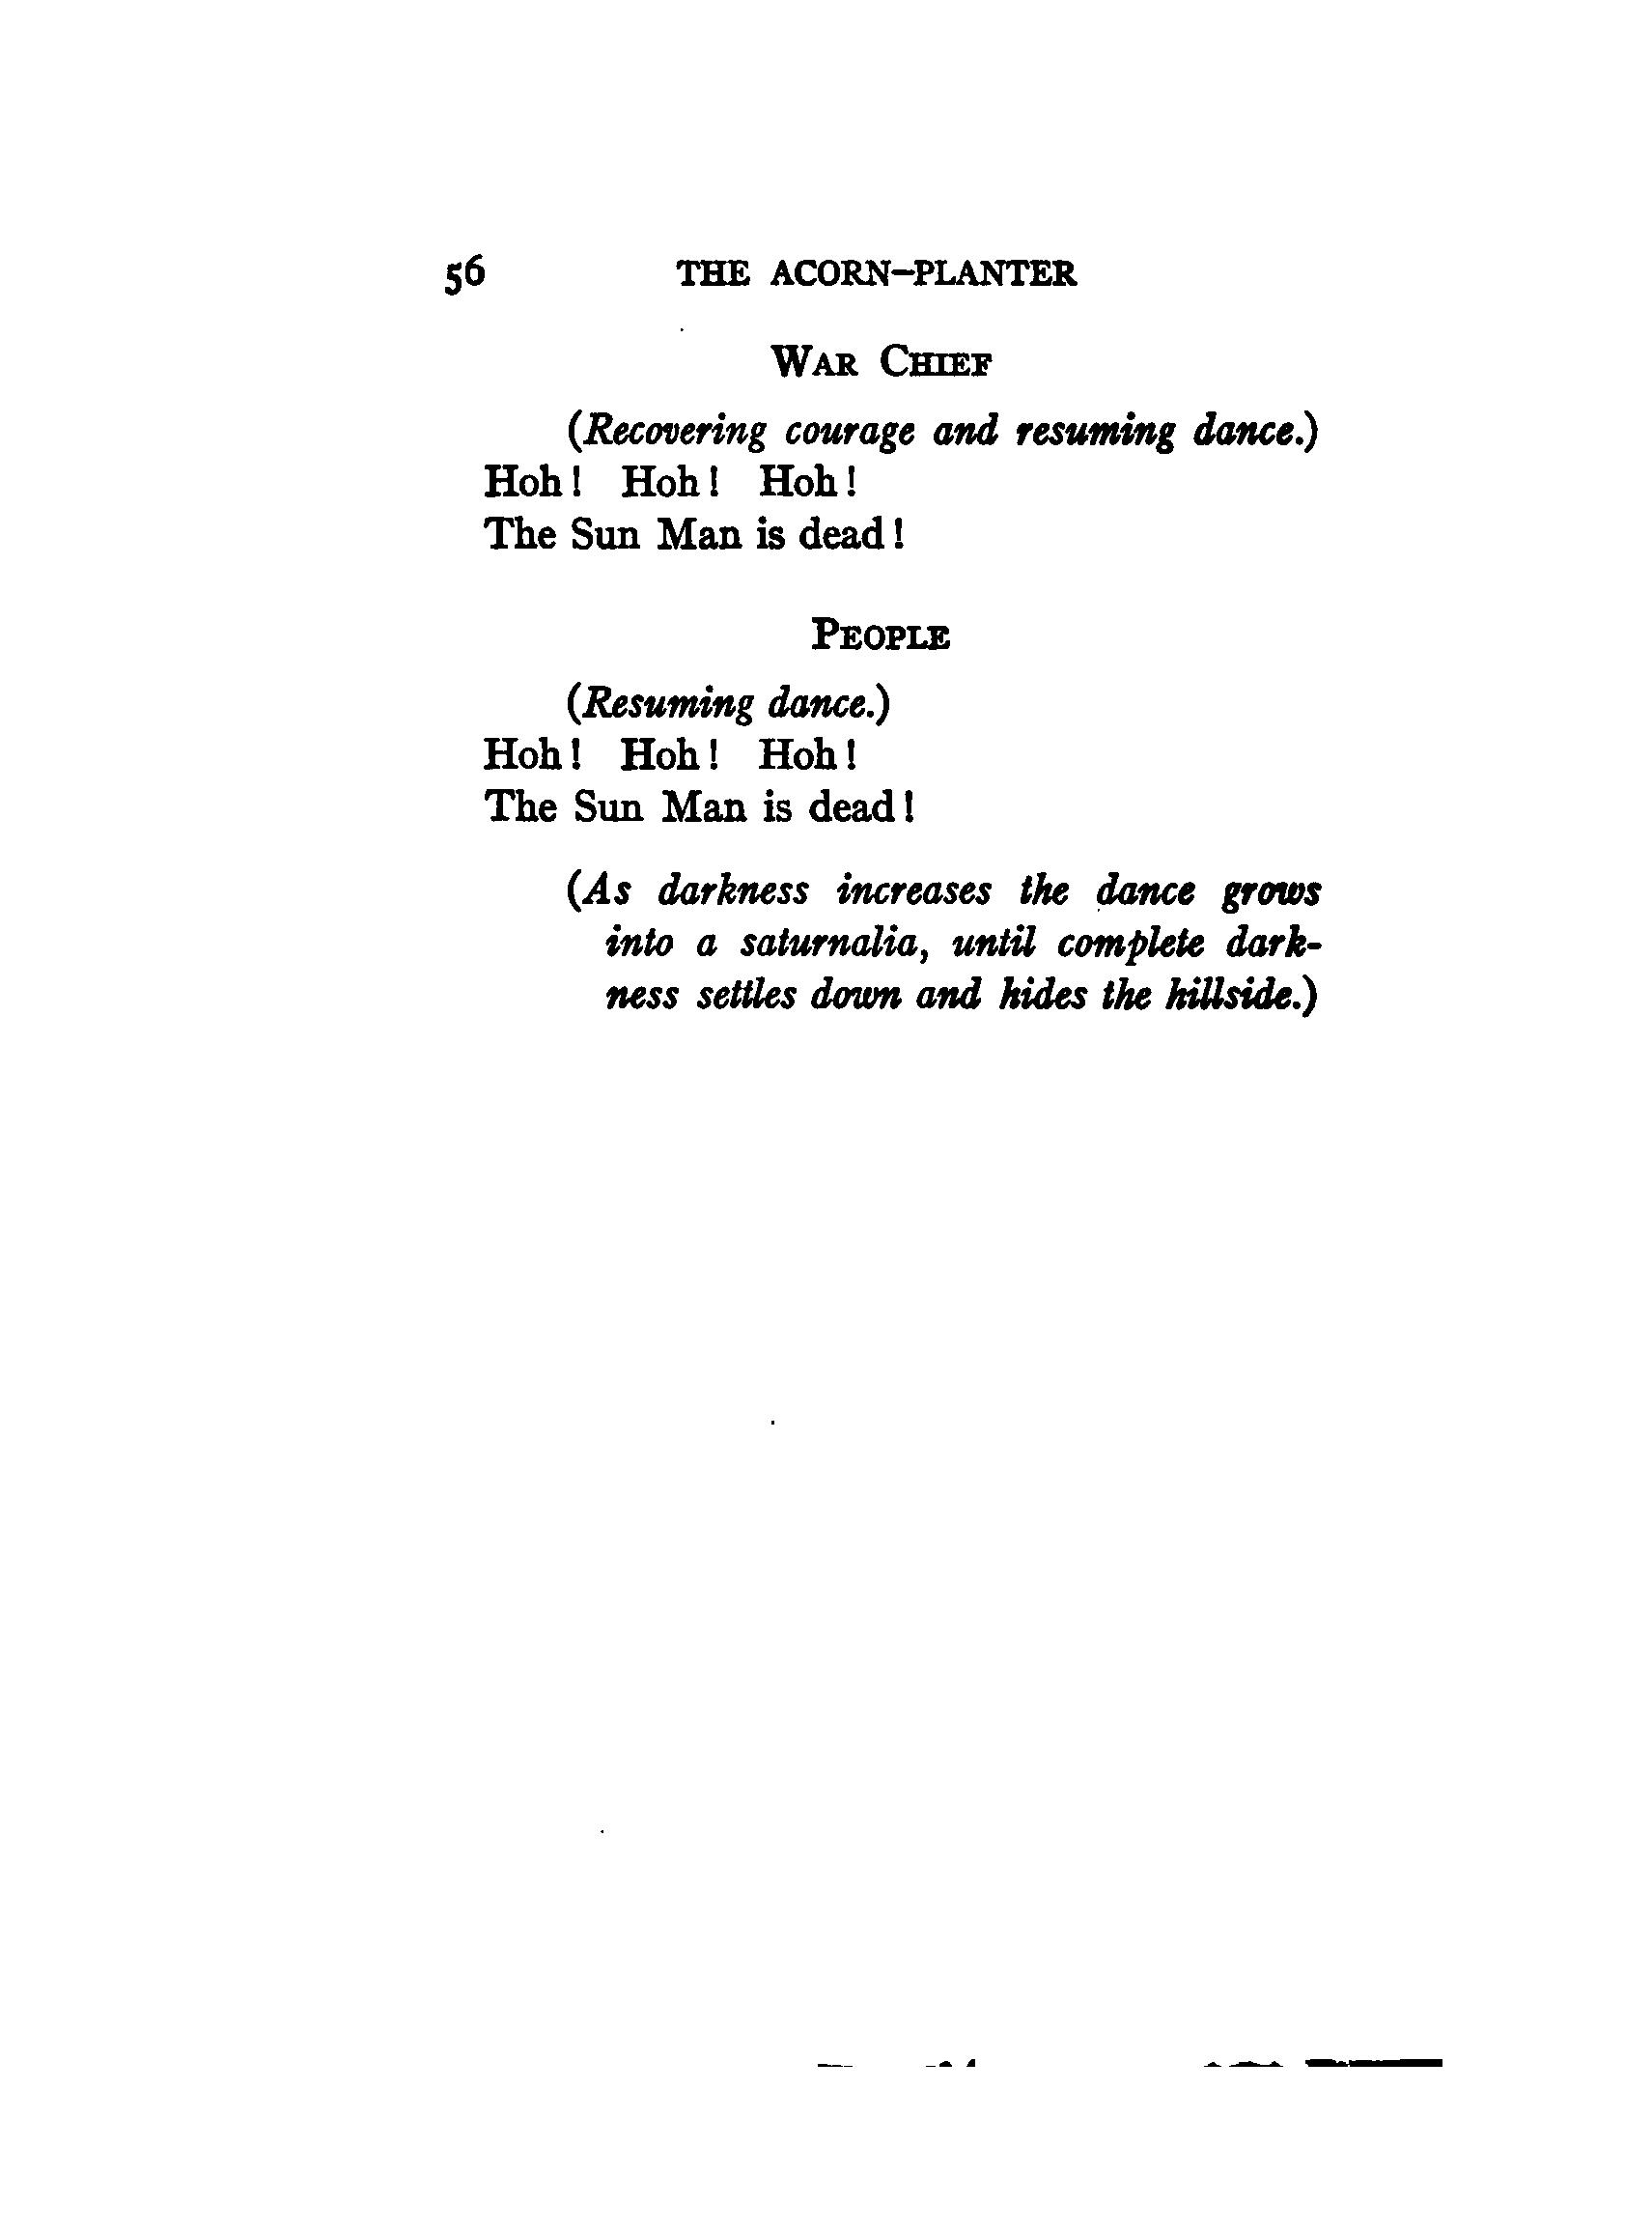 56 THE ACORN-PLANTER
WAR CHIEF
(Recovering courage and resuming dance.)
Hoh! Hoh! Hoh!
The Sun Man is dead!
PEOPLE
(Resuming dance.)
Hoh! Hoh! Hoh!
The Sun Man is dead!
(As darkness increases the dance grows
into a saturnalia, until complete dark-
ness settles down and hides the hillside.)